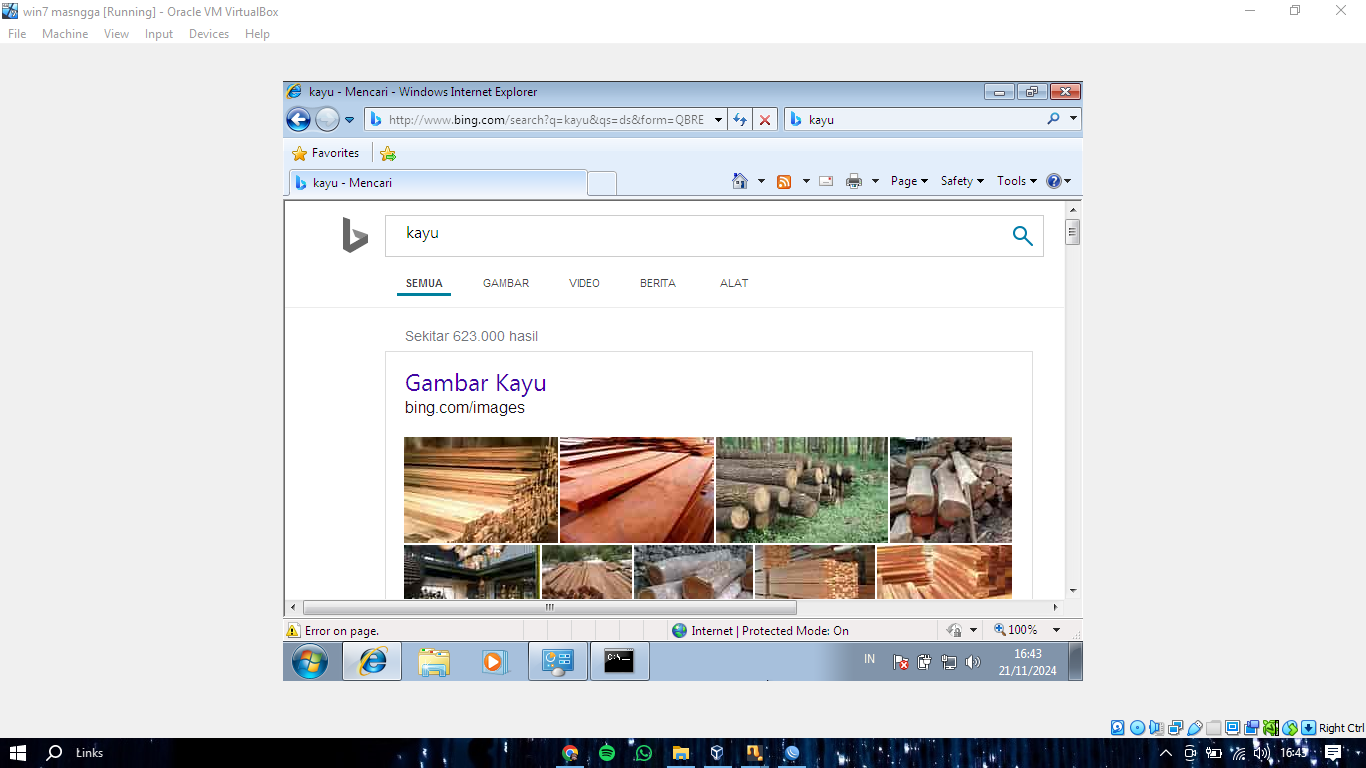 win7 masngga [Running] - Oracle VM VirtualBox
File Machine View Input Devices Help
kayu - Mencari - Windows Internet Explorer
http://www.bing.com/search?q=kayu&qs=ds&form=QBRE
kayu
Favorites
kayu - Mencari
Page Safety Tools
kayu
SEMUA GAMBAR VIDEO BERITA ALAT
Sekitar 623.000 hasil
Gambar Kayu
bing.com/images
Error on page.
Internet | Protected Mode: On
100%
IN
16:43
21/11/2024
Right Ctrl
Łinks
16:43